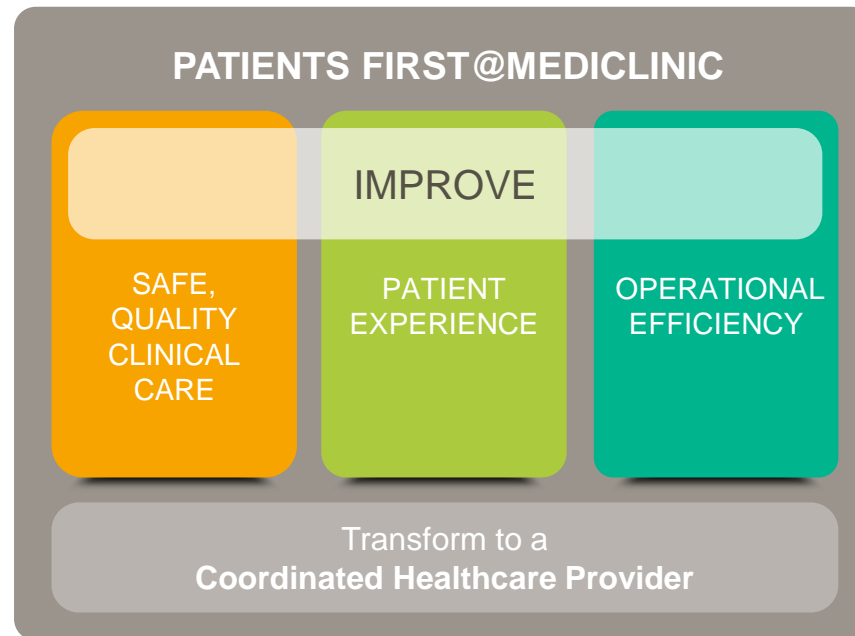 PATIENTS FIRST@MEDICLINIC
IMPROVE
SAFE,
QUALITY
CLINICAL
CARE
PATIENT
EXPERIENCE
OPERATIONAL
EFFICIENCY
Transform to a
Coordinated Healthcare Provider